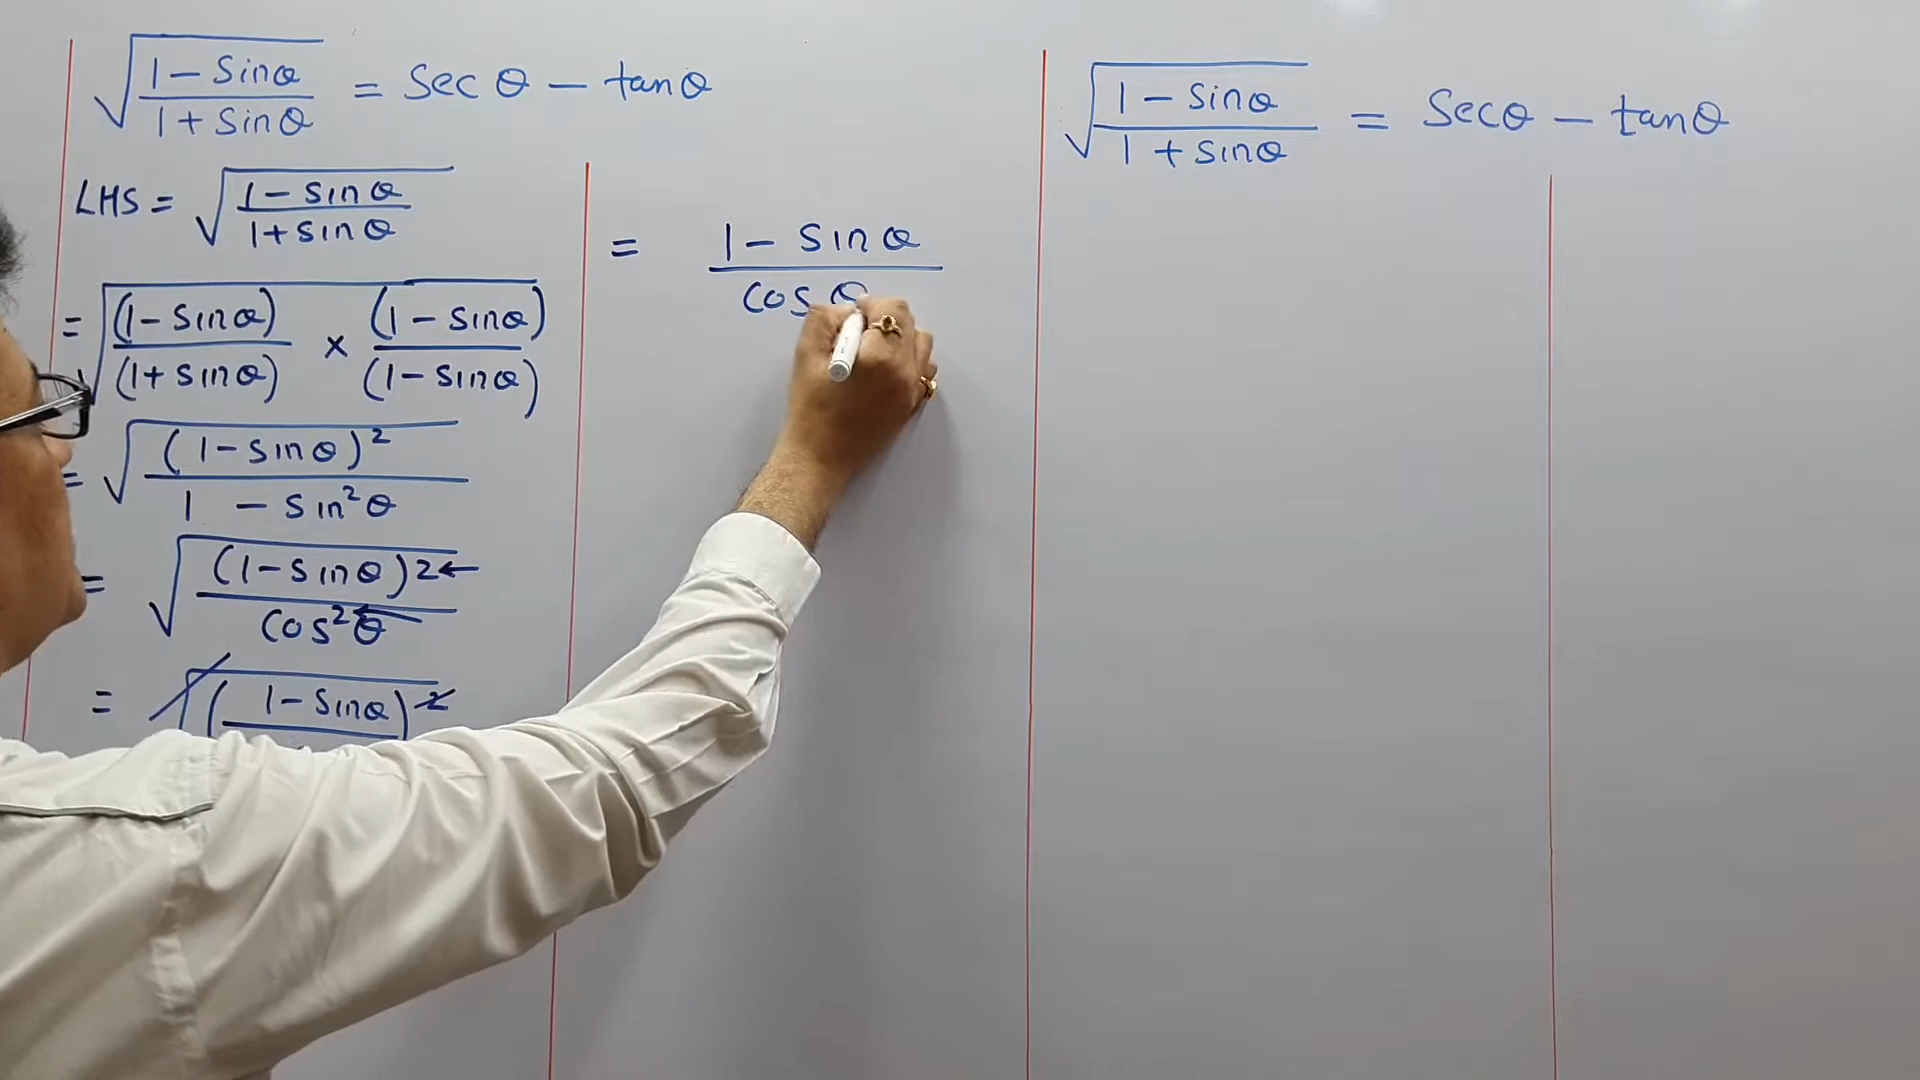 √((1 - Sinθ)/(1 + Sinθ)) = Sec θ - tanθ
LHS = √((1 - Sinθ)/(1 + Sinθ))
= √((1 - Sinθ)/(1 + Sinθ) × (1 - Sinθ)/(1 - Sinθ))
= √((1 - Sinθ)²/(1 - Sin²θ))
= √((1 - Sinθ)²/Cos²θ)
= √(( 1 - Sinθ )²
= (1 - Sinθ)/(Cosθ)
√((1 - Sinθ)/(1 + Sinθ)) = Secθ - tanθ